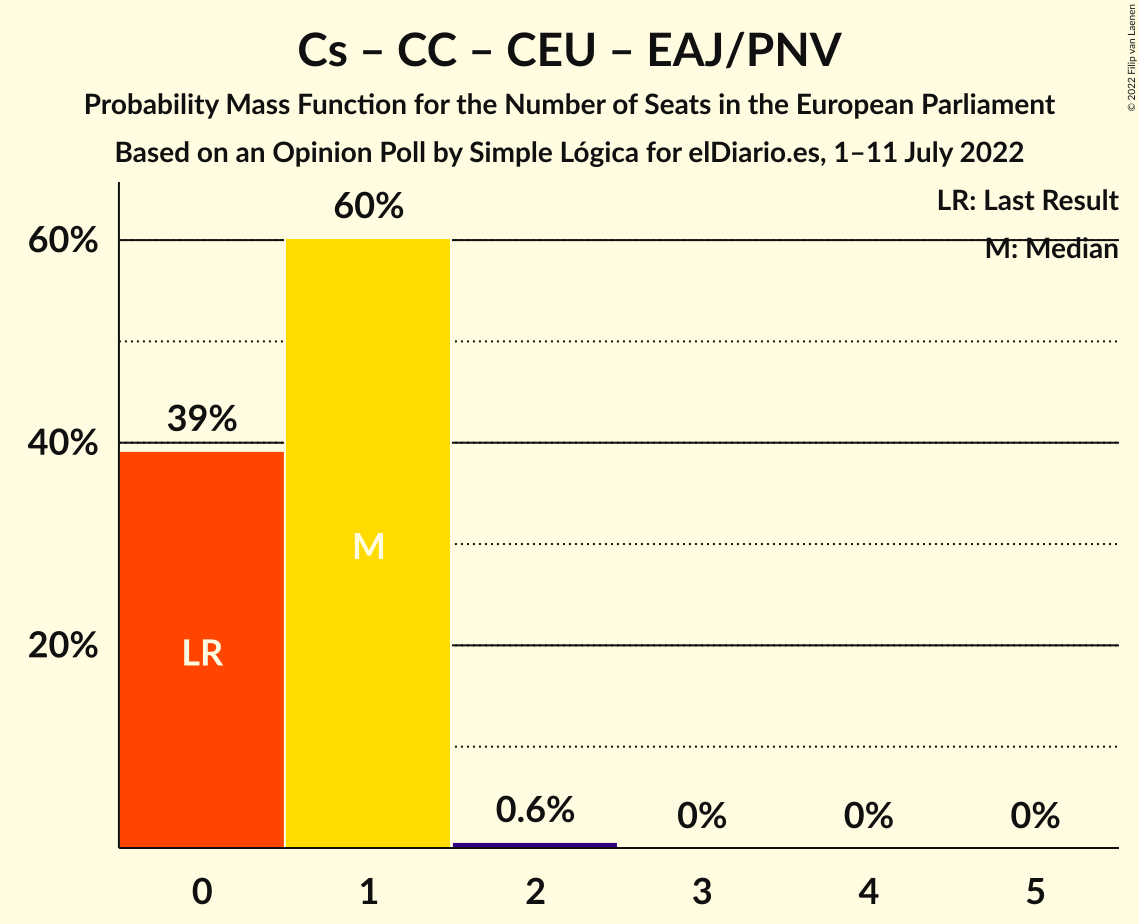 Cs – CC – CEU – EAJ/PNV
Probability Mass Function for the Number of Seats in the European Parliament
Based on an Opinion Poll by Simple Lógica for elDiario.es, 1–11 July 2022
© 2022 Filip van Laenen
LR: Last Result
M: Median
60%
40%
20%
39%
60%
0.6%
0%
0%
0%
LR
M
0
1
2
3
4
5